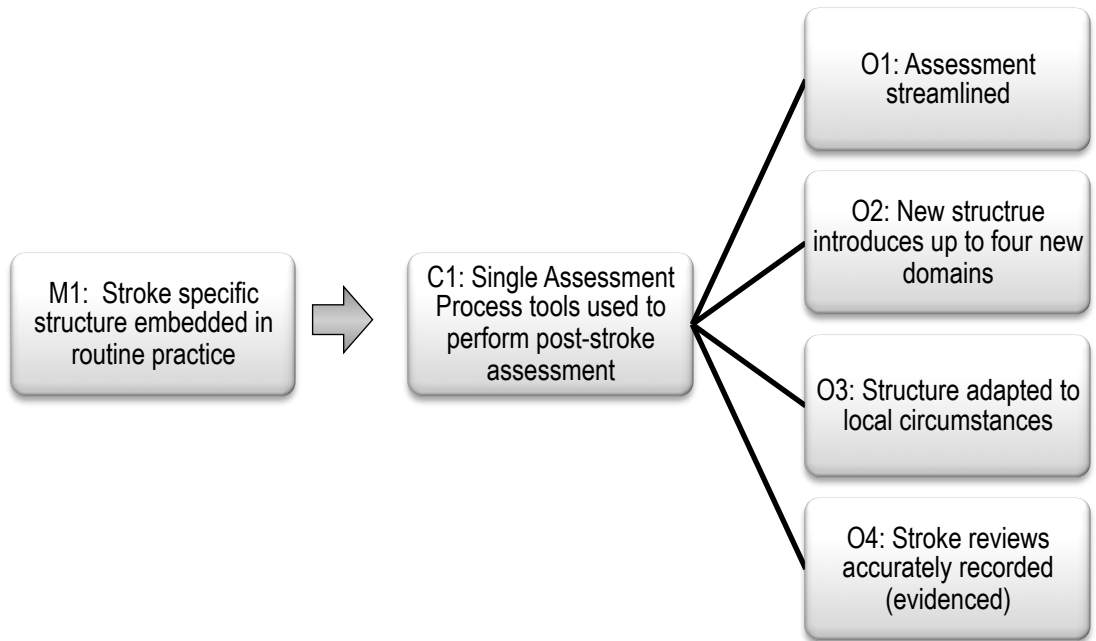 M1: Stroke specific
structure embedded in
routine practice
C1: Single Assessment
Process tools used to
perform post-stroke
assessment
O1: Assessment
streamlined
O2: New structrue
introduces up to four new
domains
O3: Structure adapted to
local circumstances
O4: Stroke reviews
accurately recorded
(evidenced)